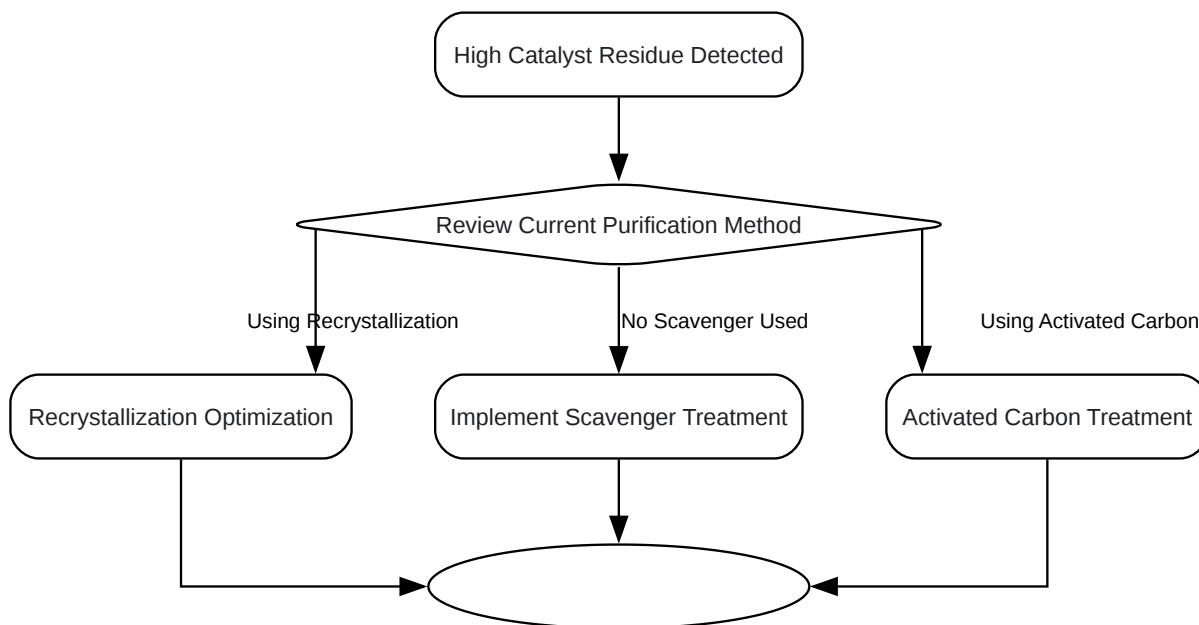 High Catalyst Residue Detected
Review Current Purification Method
Using Recrystallization
No Scavenger Used
Using Activated Carbon
Recrystallization Optimization
Implement Scavenger Treatment
Activated Carbon Treatment